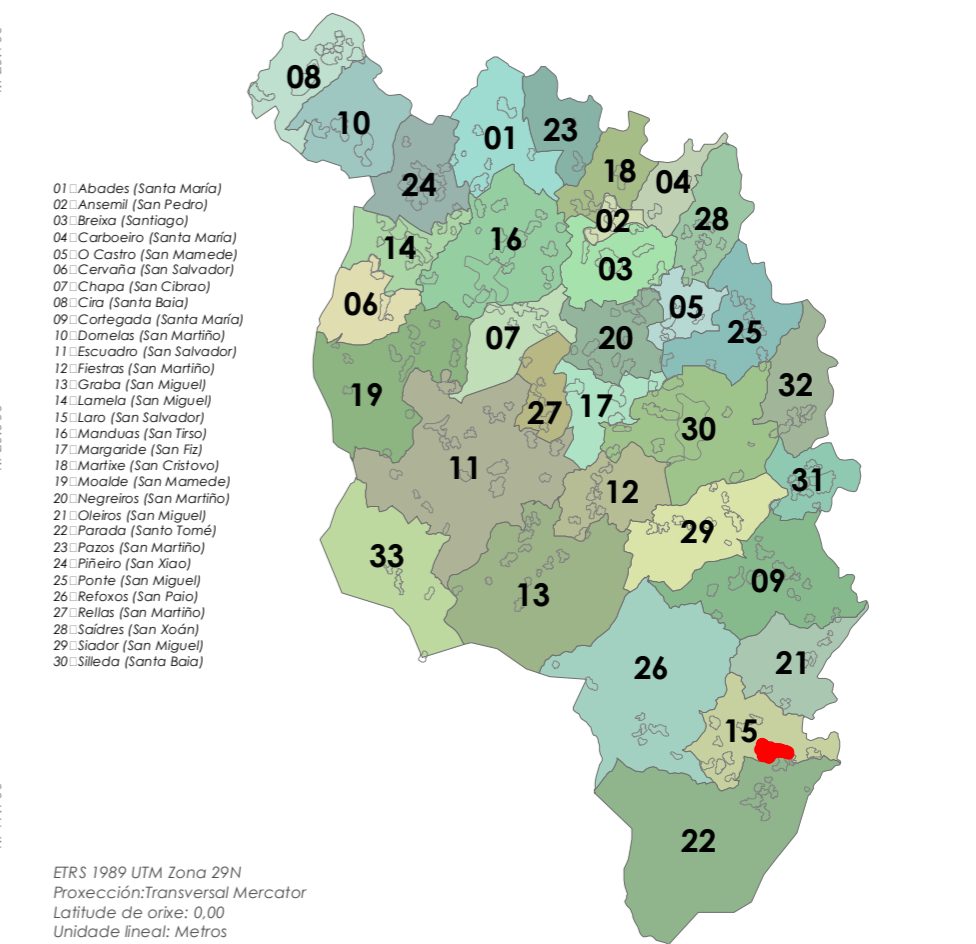 08
10
01
23
18
04
24
02
28
16
14
03
06
05
07
20
25
19
27
17
32
30
11
12
31
29
33
13
09
26
21
15
22
01 Abades (Santa María)
02 Ansemil (San Pedro)
03 Breixa (Santiago)
04 Carboeiro (Santa María)
05 O Castro (San Mamede)
06 Cervaña (San Salvador)
07 Chapa (San Cibrao)
08 Cira (Santa Baia)
09 Cortegada (Santa María)
10 Dornelas (San Martiño)
11 Escuadro (San Salvador)
12 Fiestras (San Martiño)
13 Graba (San Miguel)
14 Lamela (San Miguel)
15 Laro (San Salvador)
16 Manduas (San Tirso)
17 Margaride (San Fiz)
18 Martixe (San Cristovo)
19 Moalde (San Mamede)
20 Negreiros (San Martiño)
21 Oleiros (San Miguel)
22 Parada (Santo Tomé)
23 Pazos (San Martiño)
24 Piñeiro (San Xiao)
25 Ponte (San Miguel)
26 Refoxos (San Paio)
27 Rellas (San Martiño)
28 Saídres (San Xoán)
29 Siador (San Miguel)
30 Silleda (Santa Baia)
ETRS 1989 UTM Zona 29N
Proxección:Transversal Mercator
Latitude de orixe: 0,00
Unidade lineal: Metros